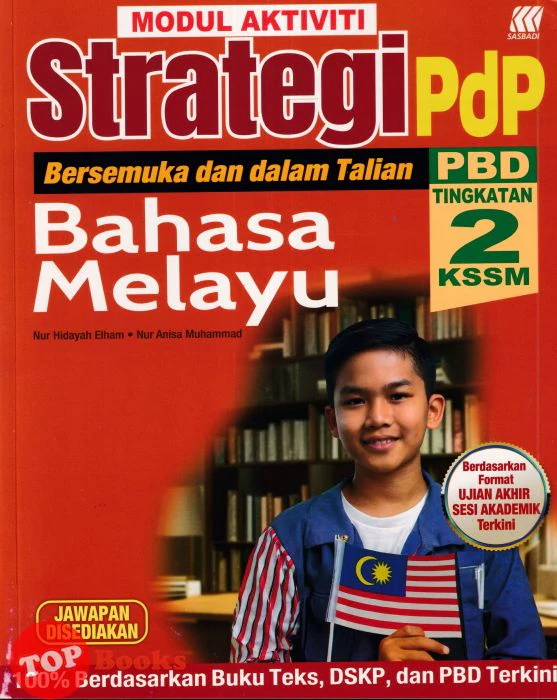 MODUL AKTIVITI
SASBADI
Strategi PdP
Bersemuka dan dalam Talian
PBD
TINGKATAN
2
KSSM
Bahasa
Melayu
Nur Hidayah Elham • Nur Anisa Muhammad
Berdasarkan
Format
UJIAN AKHIR
SESI AKADEMIK
Terkini
JAWAPAN
DISEDIAKAN
TOP Books
100% Berdasarkan Buku Teks, DSKP, dan PBD Terkini